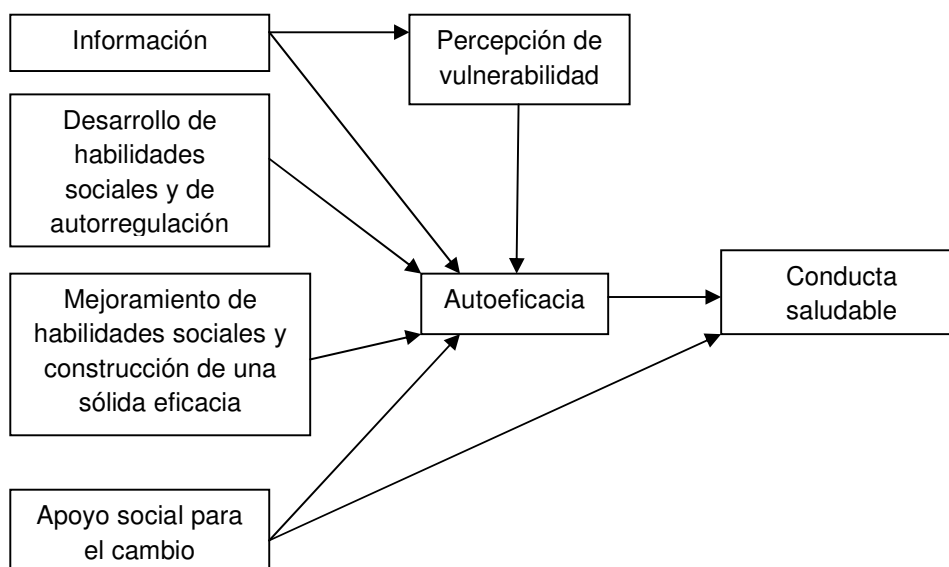 Información
Percepción de
vulnerabilidad
Desarrollo de
habilidades
sociales y de
autorregulación
Mejoramiento de
habilidades sociales y
construcción de una
sólida eficacia
Autoeficacia
Conducta
saludable
Apoyo social para
el cambio